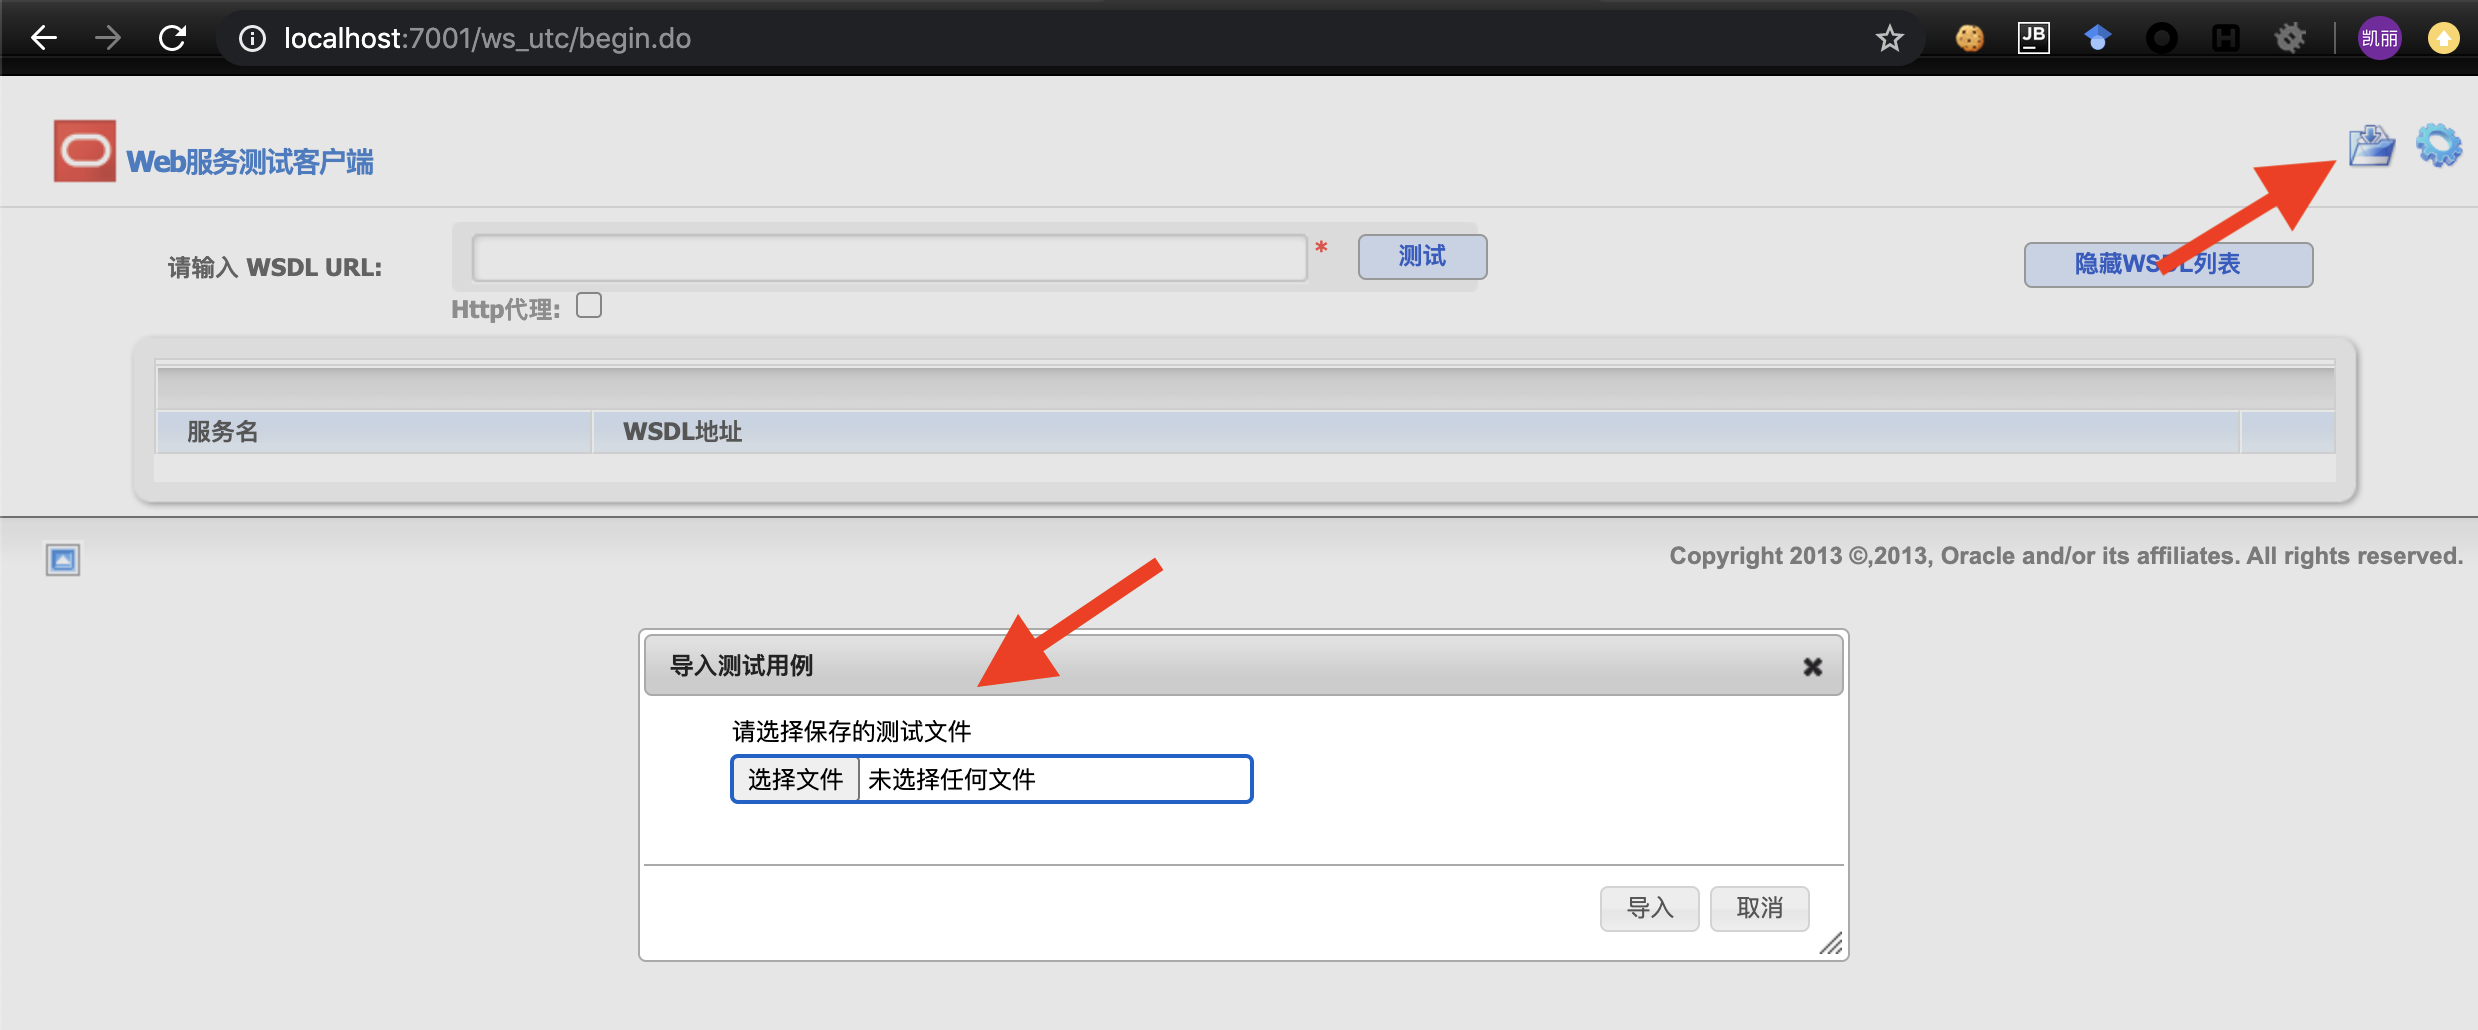 localhost:7001/ws_utc/begin.do
JB
H
凯丽
Web服务测试客户端
请输入 WSDL URL:
*
测试
隐藏WSDL列表
Http代理:
服务名
WSDL地址
Copyright 2013 ©,2013, Oracle and/or its affiliates. All rights reserved.
导入测试用例
请选择保存的测试文件
选择文件 未选择任何文件
导入
取消